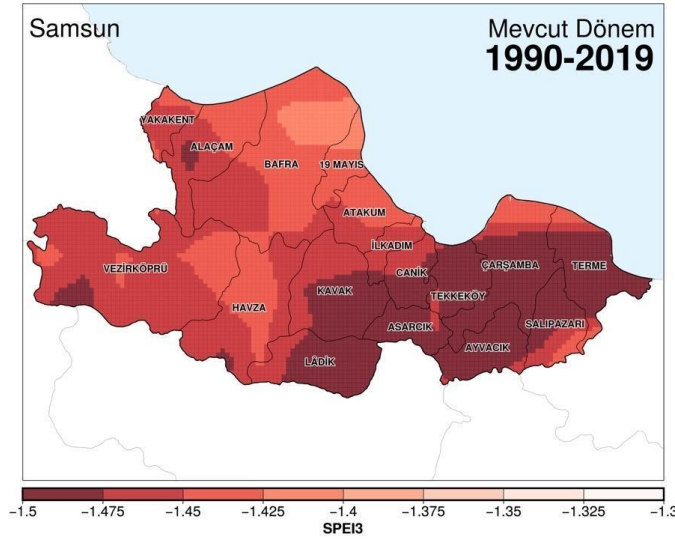 Samsun
Mevcut Dönem
1990-2019
YAKAKENT
ALAÇAM
BAFRA
19 MAYIS
ATAKUM
İLKADIM
CANİK
ÇARŞAMBA
TERME
VEZİRKÖPRÜ
TEKKEKÖY
KAVAK
HAVZA
ASARCIK
SALIPAZARI
AYVACIK
LÂDİK
−1.5 −1.475 −1.45 −1.425 −1.4 −1.375 −1.35 −1.325 −1.3
SPEI3